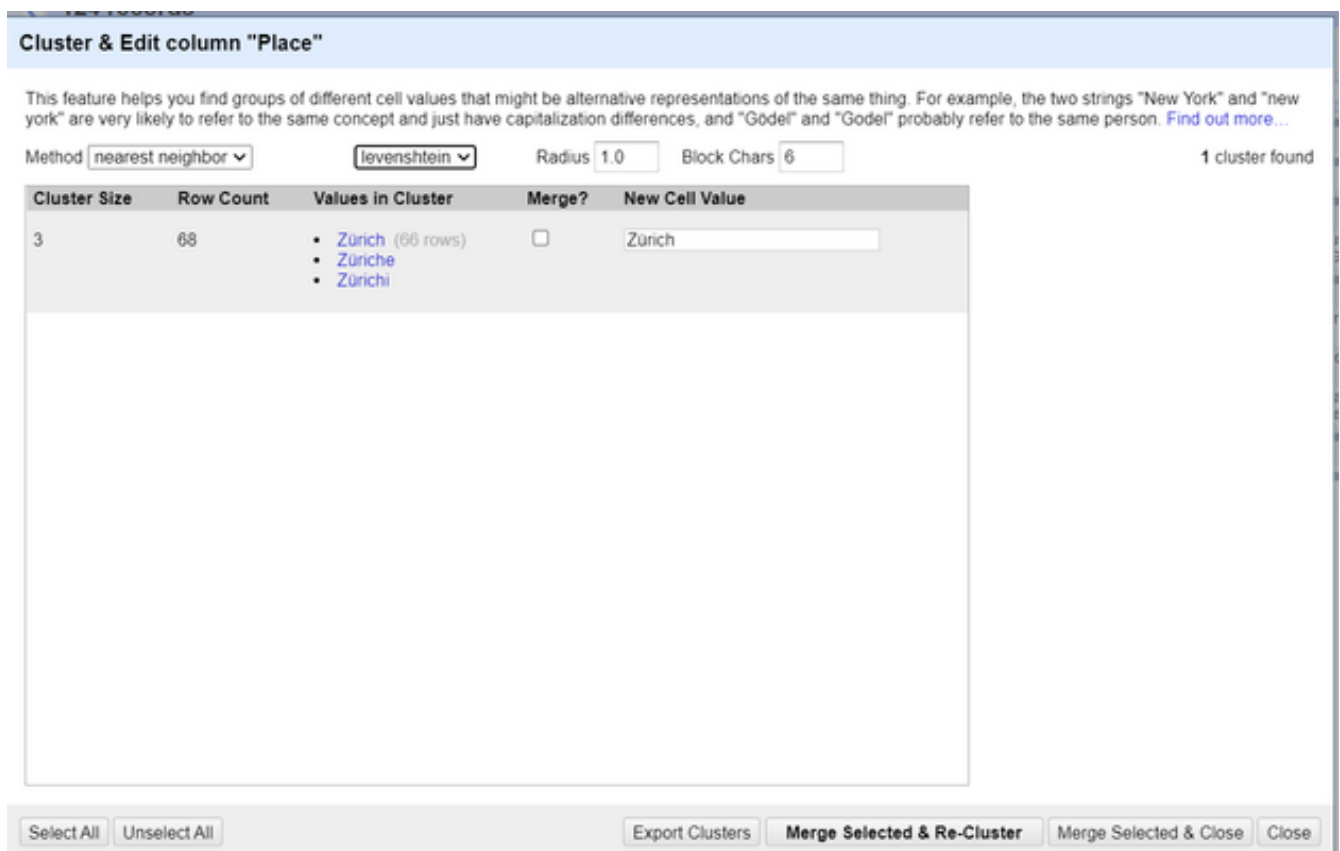 Cluster & Edit column "Place"
This feature helps you find groups of different cell values that might be alternative representations of the same thing. For example, the two strings "New York" and "new
york" are very likely to refer to the same concept and just have capitalization differences, and "Gödel" and "Godel" probably refer to the same person. Find out more...
Method nearest neighbor levenshtein Radius 1.0 Block Chars 6 1 cluster found
Cluster Size Row Count Values in Cluster Merge? New Cell Value
3 68 • Zürich (66 rows) Zürich
• Züriche
• Zürichi
Select All Unselect All Export Clusters Merge Selected & Re-Cluster Merge Selected & Close Close